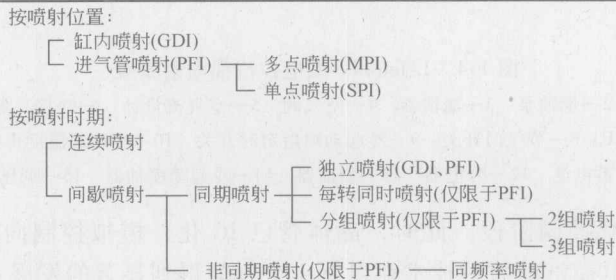 按喷射位置：
缸内喷射(GDI)
进气管喷射(PFI) 多点喷射(MPI)
单点喷射(SPI)
按喷射时期：
连续喷射
独立喷射(GDI、PFI)
间歇喷射 同期喷射 每转同时喷射(仅限于PFI)
分组喷射(仅限于PFI) 2组喷射
3组喷射
非同期喷射(仅限于PFI) 同频率喷射